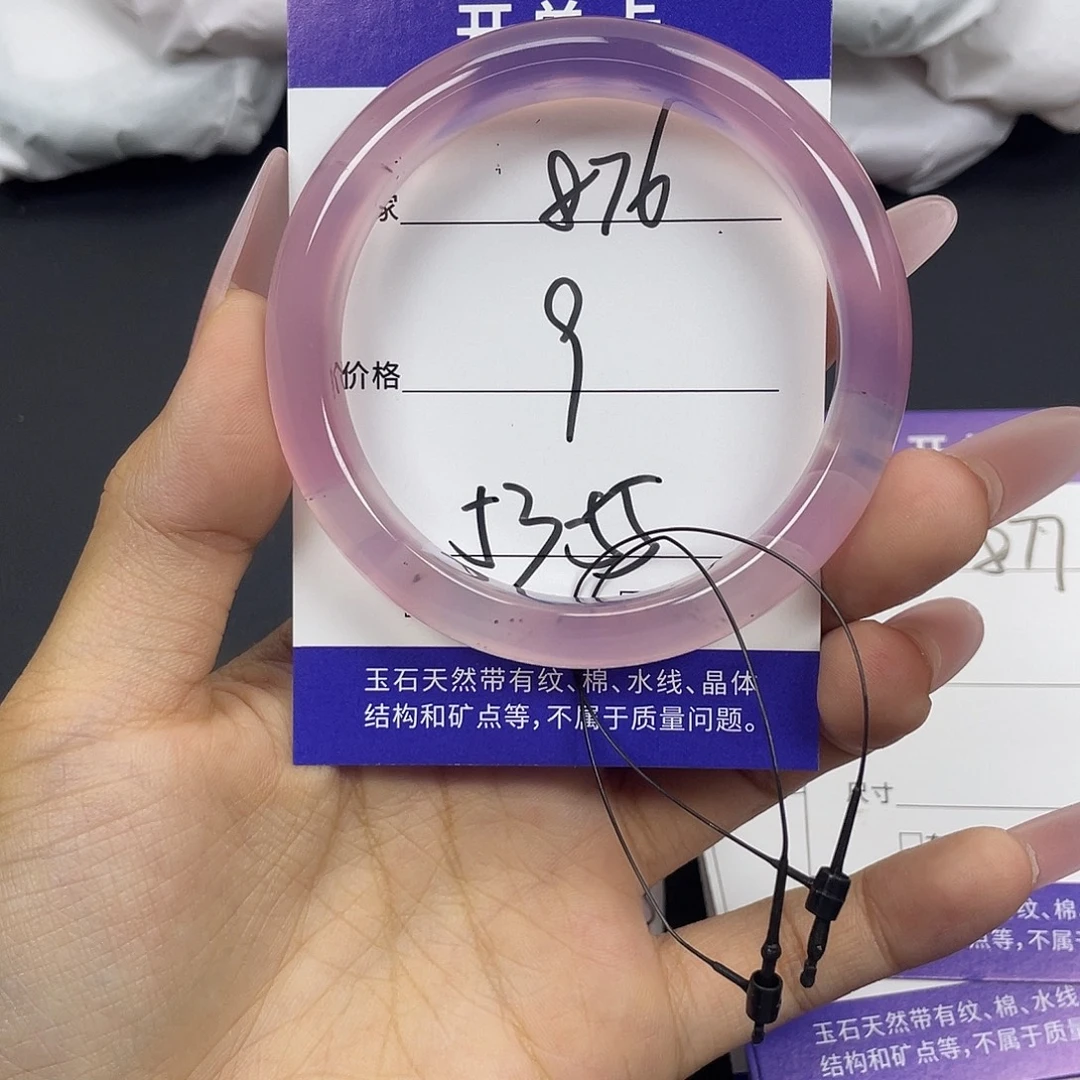 开单卡
家
876
价格
9
玉石天然带有纹、棉、水线、晶体
结构和矿点等，不属于质量问题。
877
尺寸
纹、棉
点等，不属于
玉石天然带有纹、棉、水线
结构和矿点等，不属于质